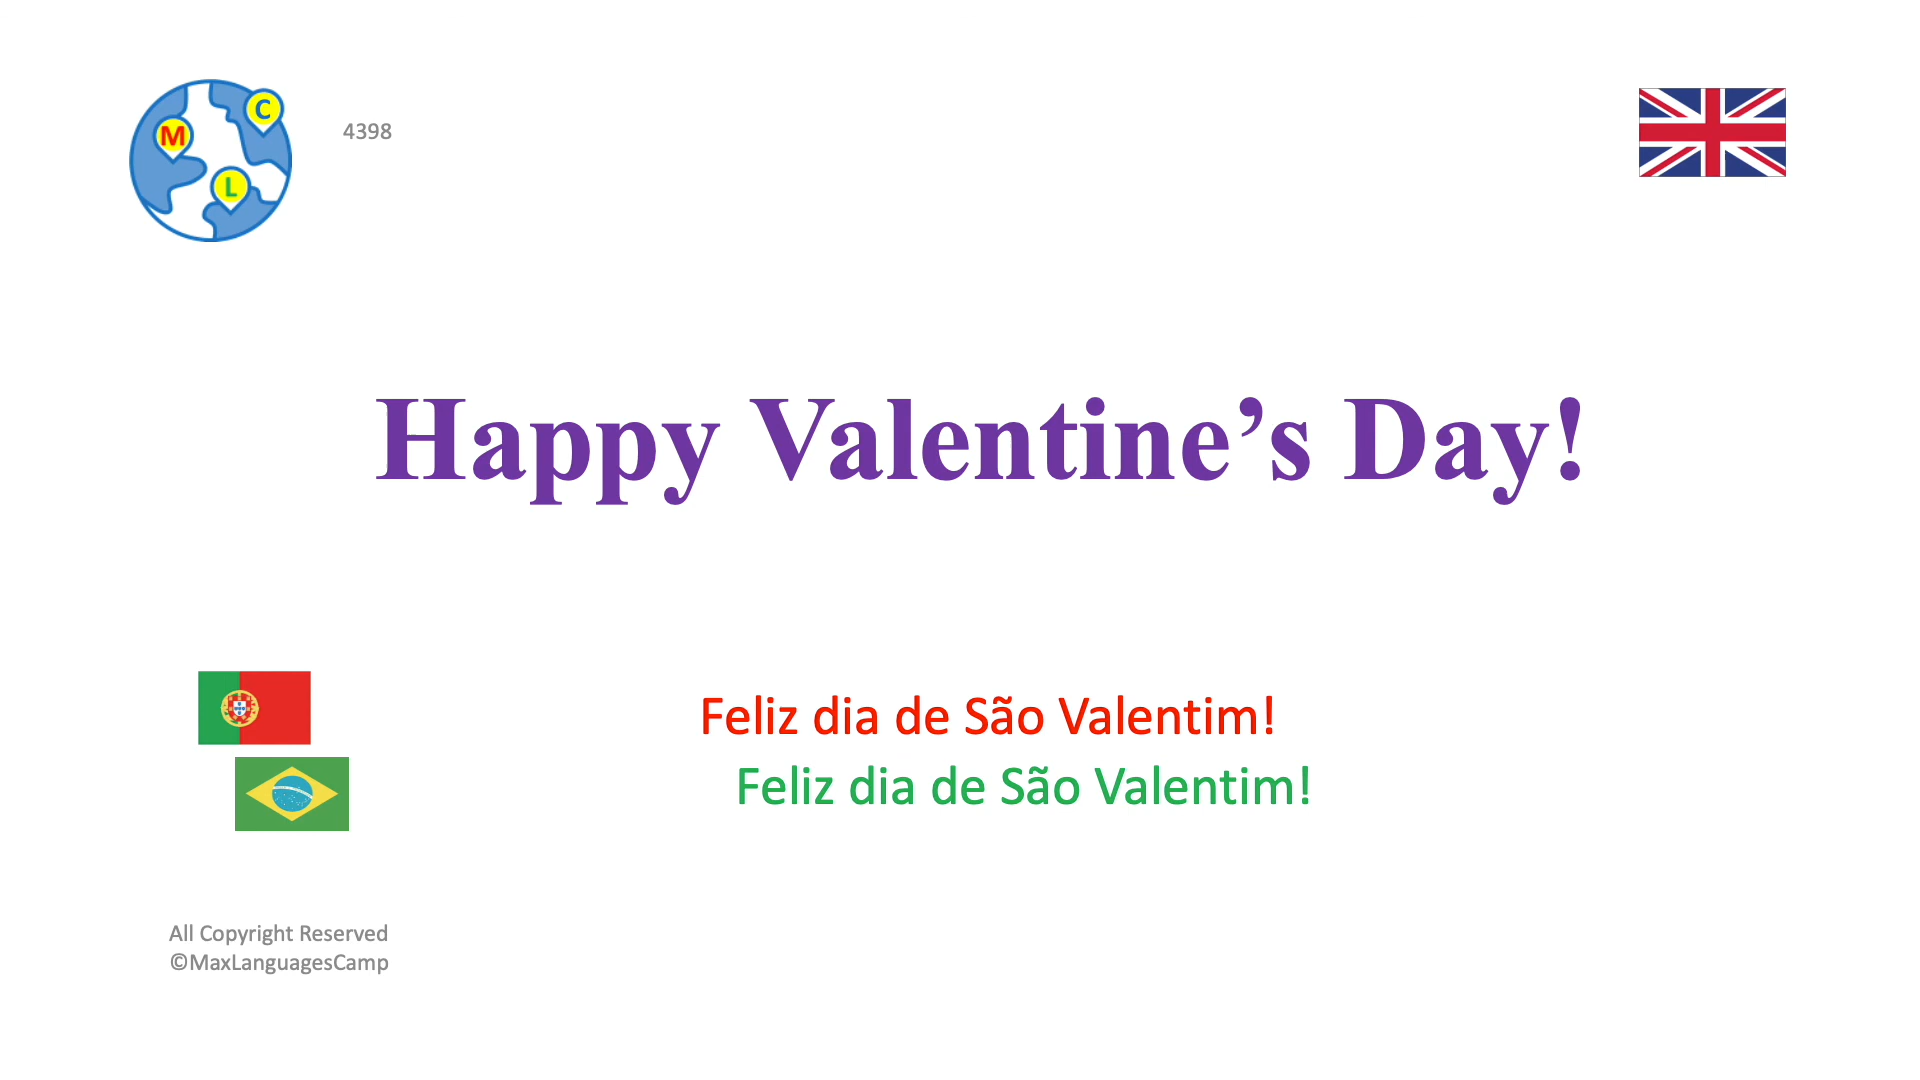 C
M
L
4398
Happy Valentine’s Day!
Feliz dia de São Valentim!
Feliz dia de São Valentim!
All Copyright Reserved
©MaxLanguagesCamp